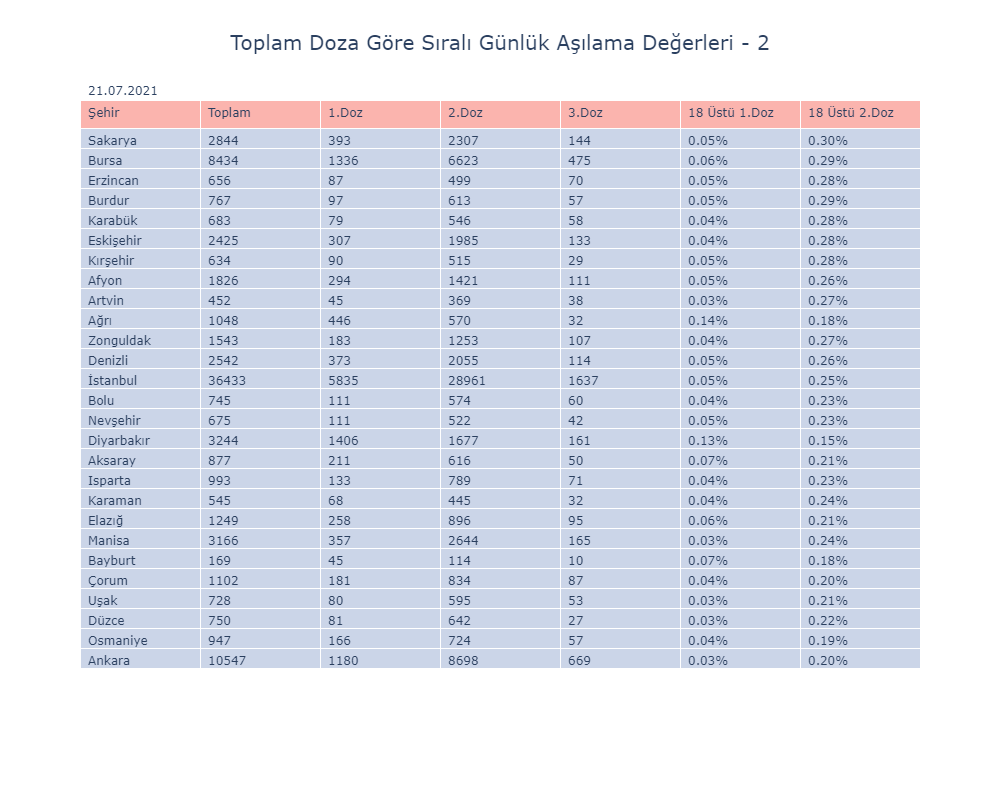 Toplam Doza Göre Sıralı Günlük Aşılama Değerleri - 2
21.07.2021
Şehir Toplam 1.Doz 2.Doz 3.Doz 18 Üstü 1.Doz 18 Üstü 2.Doz
Sakarya 2844 393 2307 144 0.05% 0.30%
Bursa 8434 1336 6623 475 0.06% 0.29%
Erzincan 656 87 499 70 0.05% 0.28%
Burdur 767 97 613 57 0.05% 0.29%
Karabük 683 79 546 58 0.04% 0.28%
Eskişehir 2425 307 1985 133 0.04% 0.28%
Kırşehir 634 90 515 29 0.05% 0.28%
Afyon 1826 294 1421 111 0.05% 0.26%
Artvin 452 45 369 38 0.03% 0.27%
Ağrı 1048 446 570 32 0.14% 0.18%
Zonguldak 1543 183 1253 107 0.04% 0.27%
Denizli 2542 373 2055 114 0.05% 0.26%
İstanbul 36433 5835 28961 1637 0.05% 0.25%
Bolu 745 111 574 60 0.04% 0.23%
Nevşehir 675 111 522 42 0.05% 0.23%
Diyarbakır 3244 1406 1677 161 0.13% 0.15%
Aksaray 877 211 616 50 0.07% 0.21%
Isparta 993 133 789 71 0.04% 0.23%
Karaman 545 68 445 32 0.04% 0.24%
Elazığ 1249 258 896 95 0.06% 0.21%
Manisa 3166 357 2644 165 0.03% 0.24%
Bayburt 169 45 114 10 0.07% 0.18%
Çorum 1102 181 834 87 0.04% 0.20%
Uşak 728 80 595 53 0.03% 0.21%
Düzce 750 81 642 27 0.03% 0.22%
Osmaniye 947 166 724 57 0.04% 0.19%
Ankara 10547 1180 8698 669 0.03% 0.20%